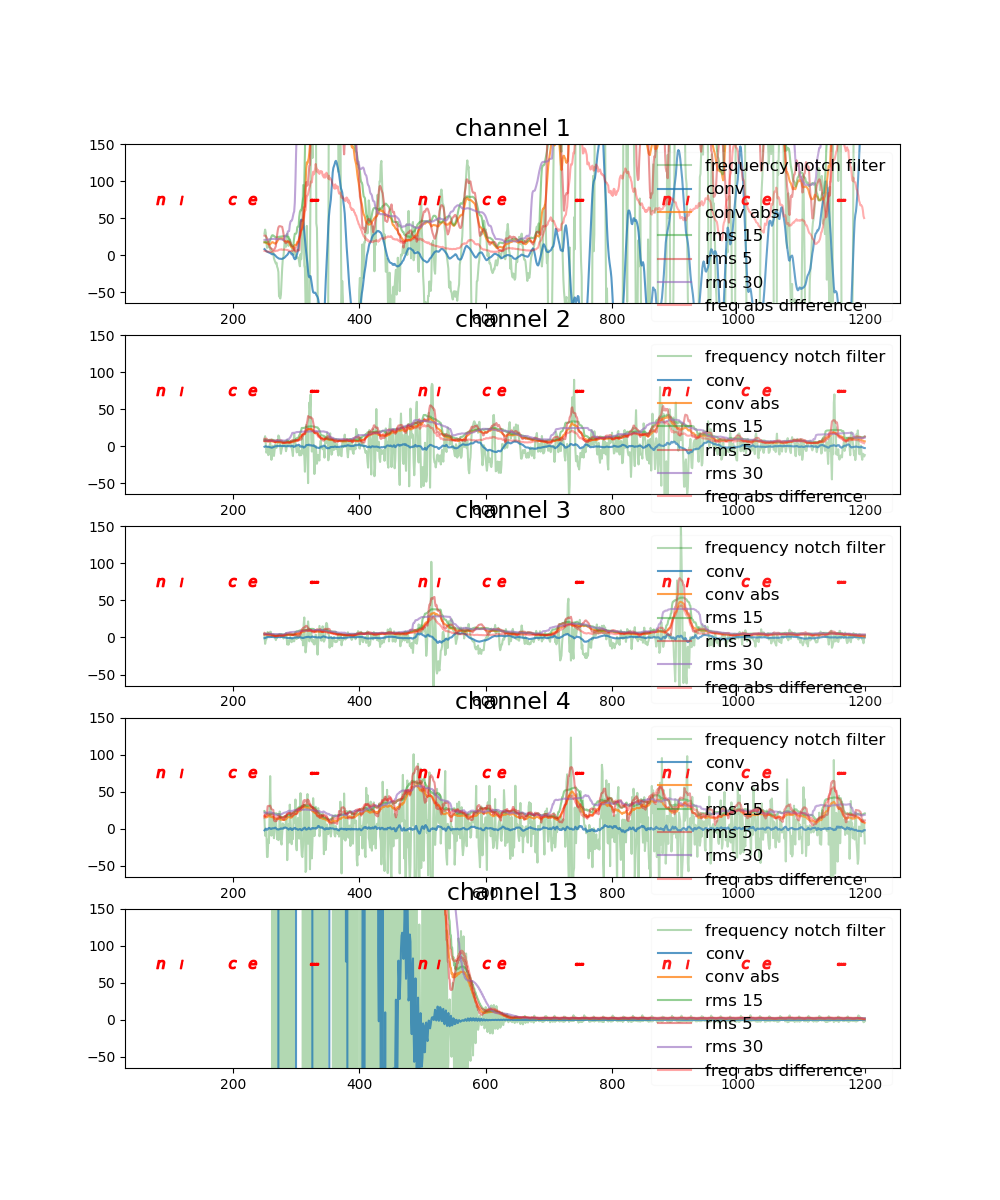 channel 1
150
100
50
0
−50
n ı c e – n ı c e – n ı c e –
frequency notch filter
conv
conv abs
rms 15
rms 5
rms 30
freq abs difference
200 400 600 800 1000 1200
channel 2
150
100
50
0
−50
n ı c e – n ı c e – n ı c e –
frequency notch filter
conv
conv abs
rms 15
rms 5
rms 30
freq abs difference
200 400 600 800 1000 1200
channel 3
150
100
50
0
−50
n ı c e – n ı c e – n ı c e –
frequency notch filter
conv
conv abs
rms 15
rms 5
rms 30
freq abs difference
200 400 600 800 1000 1200
channel 4
150
100
50
0
−50
n ı c e – n ı c e – n ı c e –
frequency notch filter
conv
conv abs
rms 15
rms 5
rms 30
freq abs difference
200 400 600 800 1000 1200
channel 13
150
100
50
0
−50
n ı c e – n ı c e – n ı c e –
frequency notch filter
conv
conv abs
rms 15
rms 5
rms 30
freq abs difference
200 400 600 800 1000 1200